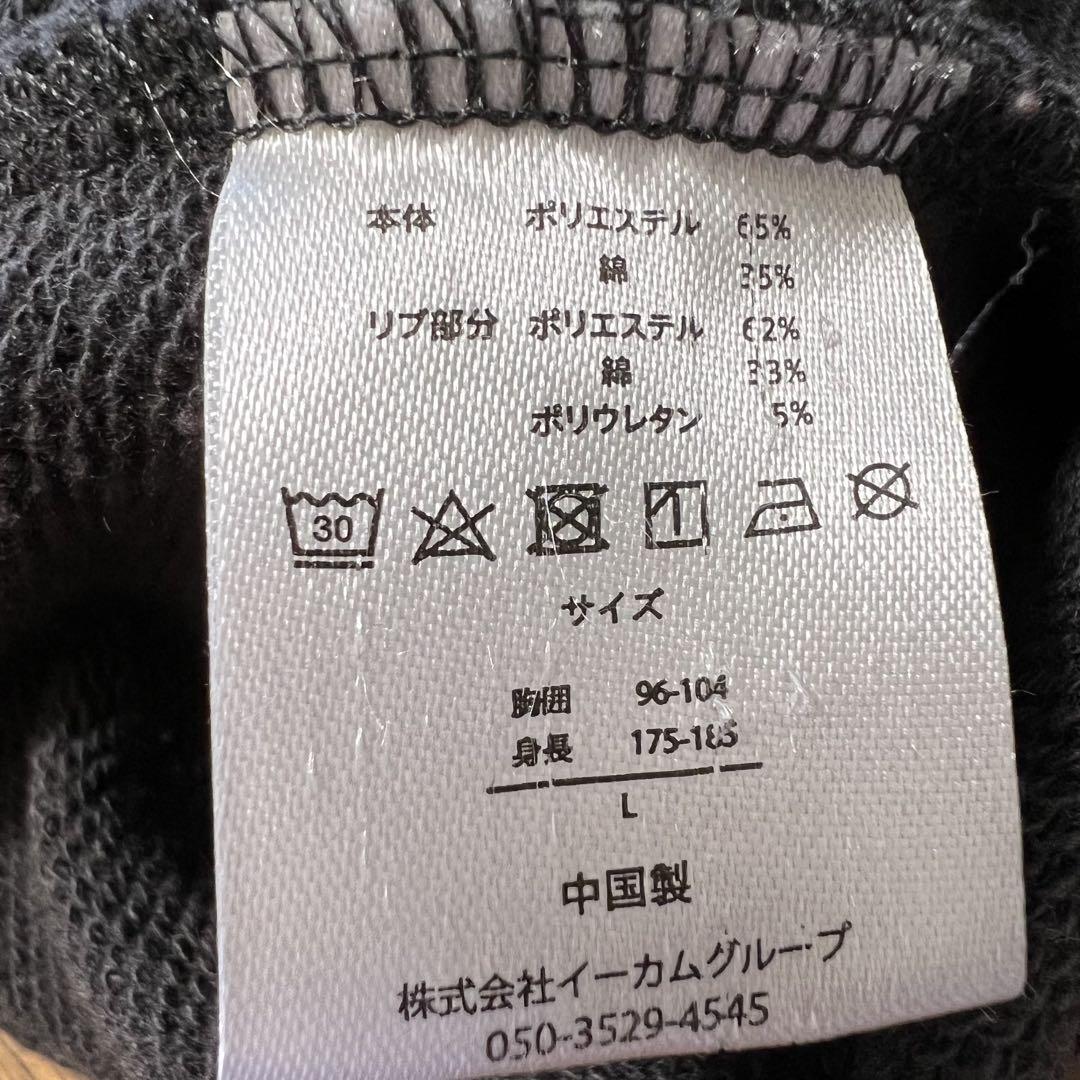 本体 ポリエステル 65%
綿 35%
リブ部分 ポリエステル 62%
綿 33%
ポリウレタン 5%
30
サイズ
胸囲 96-104
身長 175-185
L
中国製
株式会社イーカムグループ
050-3529-4545